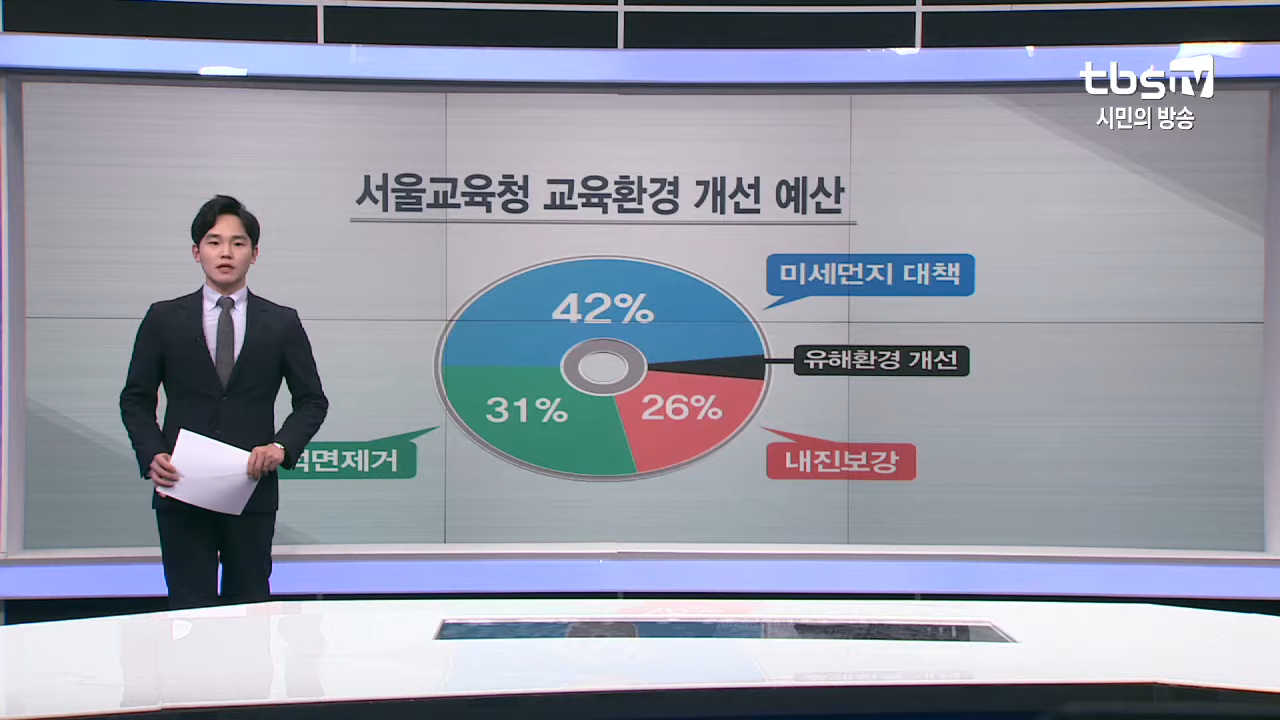 tbsTV
시민의 방송
서울교육청 교육환경 개선 예산
미세먼지 대책
42%
유해환경 개선
31%
26%
면제거
내진보강